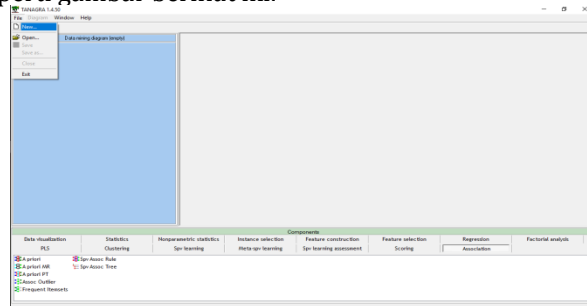 TANAGRA 1.4.50
File Diagram Window Help
New...
Open...
Save
Save as...
Close
Exit
Data mining diagram (empty)
Components
Data visualization Statistics Nonparametric statistics Instance selection Feature construction Feature selection Regression Factorial analysis
PLS Clustering Spv learning Meta-spv learning Spv learning assessment Scoring Association
A priori Spv Assoc Rule
A priori MR Spv Assoc Tree
A priori PT
Assoc Outlier
Frequent Itemsets